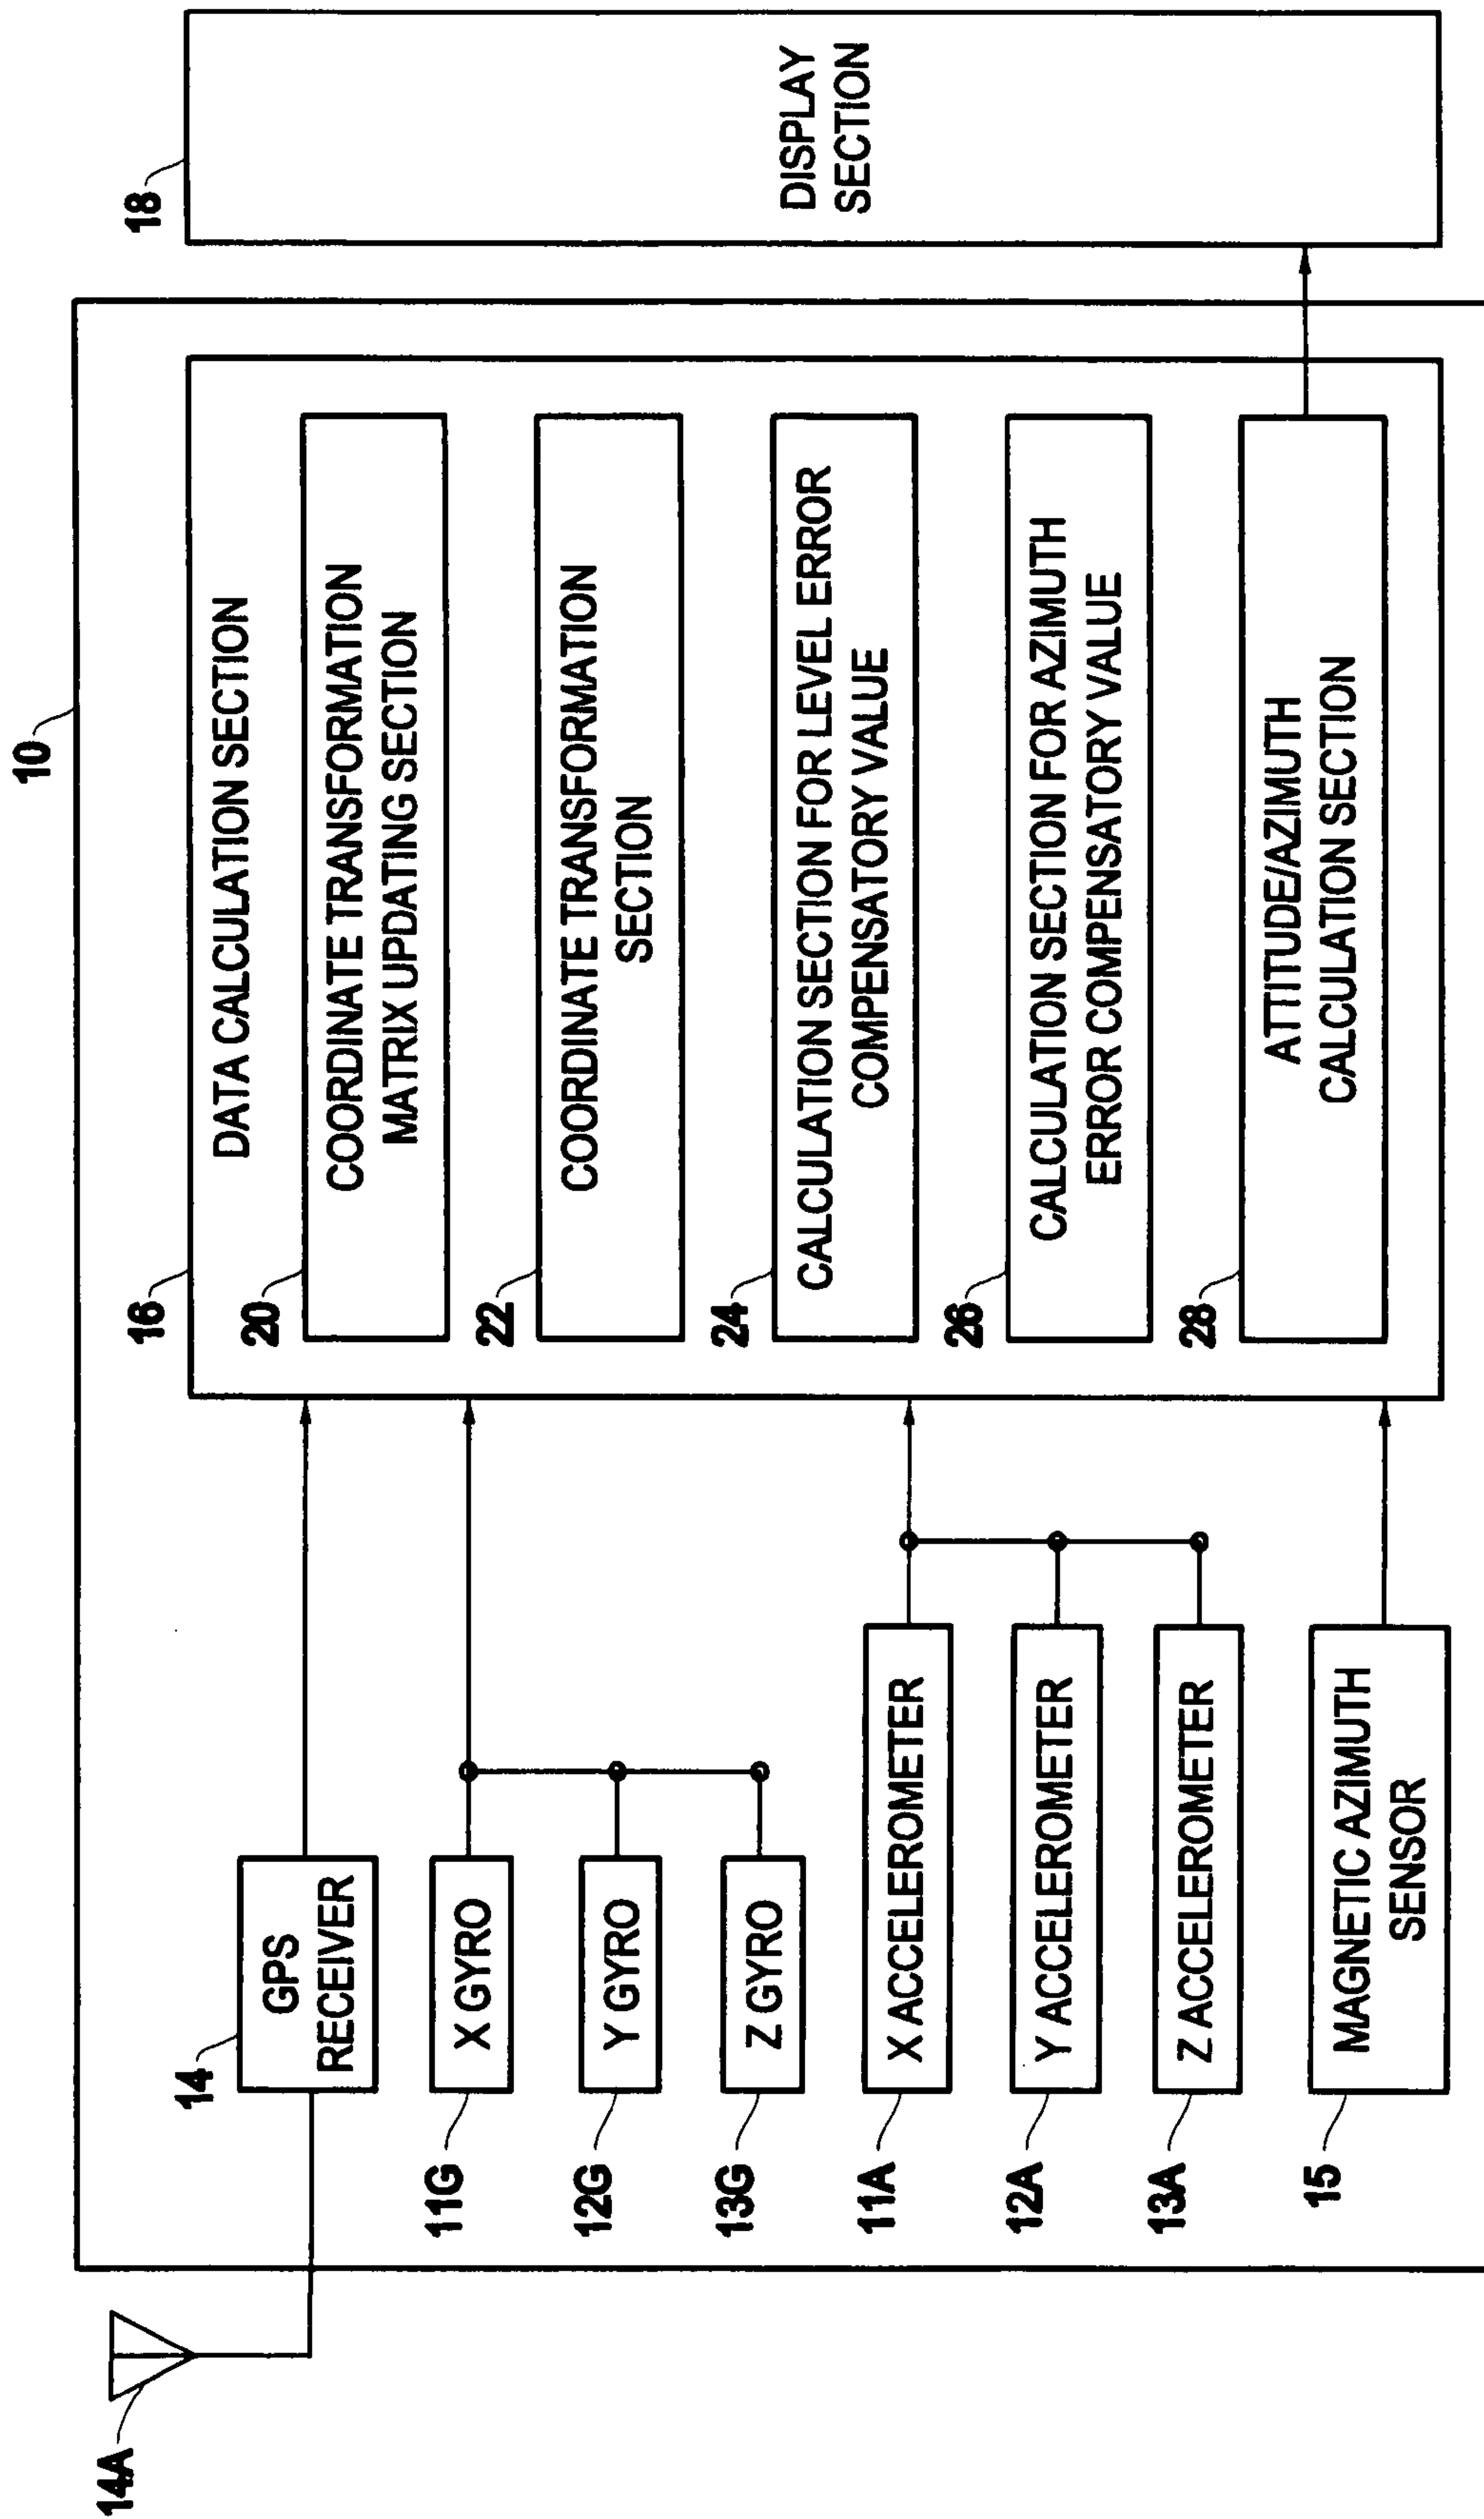 10
14A
14
GPS
RECEIVER
11G
X GYRO
12G
Y GYRO
13G
Z GYRO
11A
X ACCELEROMETER
12A
Y ACCELEROMETER
13A
Z ACCELEROMETER
15
MAGNETIC AZIMUTH
SENSOR
16
DATA CALCULATION SECTION
20
COORDINATE TRANSFORMATION
MATRIX UPDATING SECTION
22
COORDINATE TRANSFORMATION
SECTION
24
CALCULATION SECTION FOR LEVEL ERROR
COMPENSATORY VALUE
26
CALCULATION SECTION FOR AZIMUTH
ERROR COMPENSATORY VALUE
28
ATTITUDE/AZIMUTH
CALCULATION SECTION
18
DISPLAY
SECTION